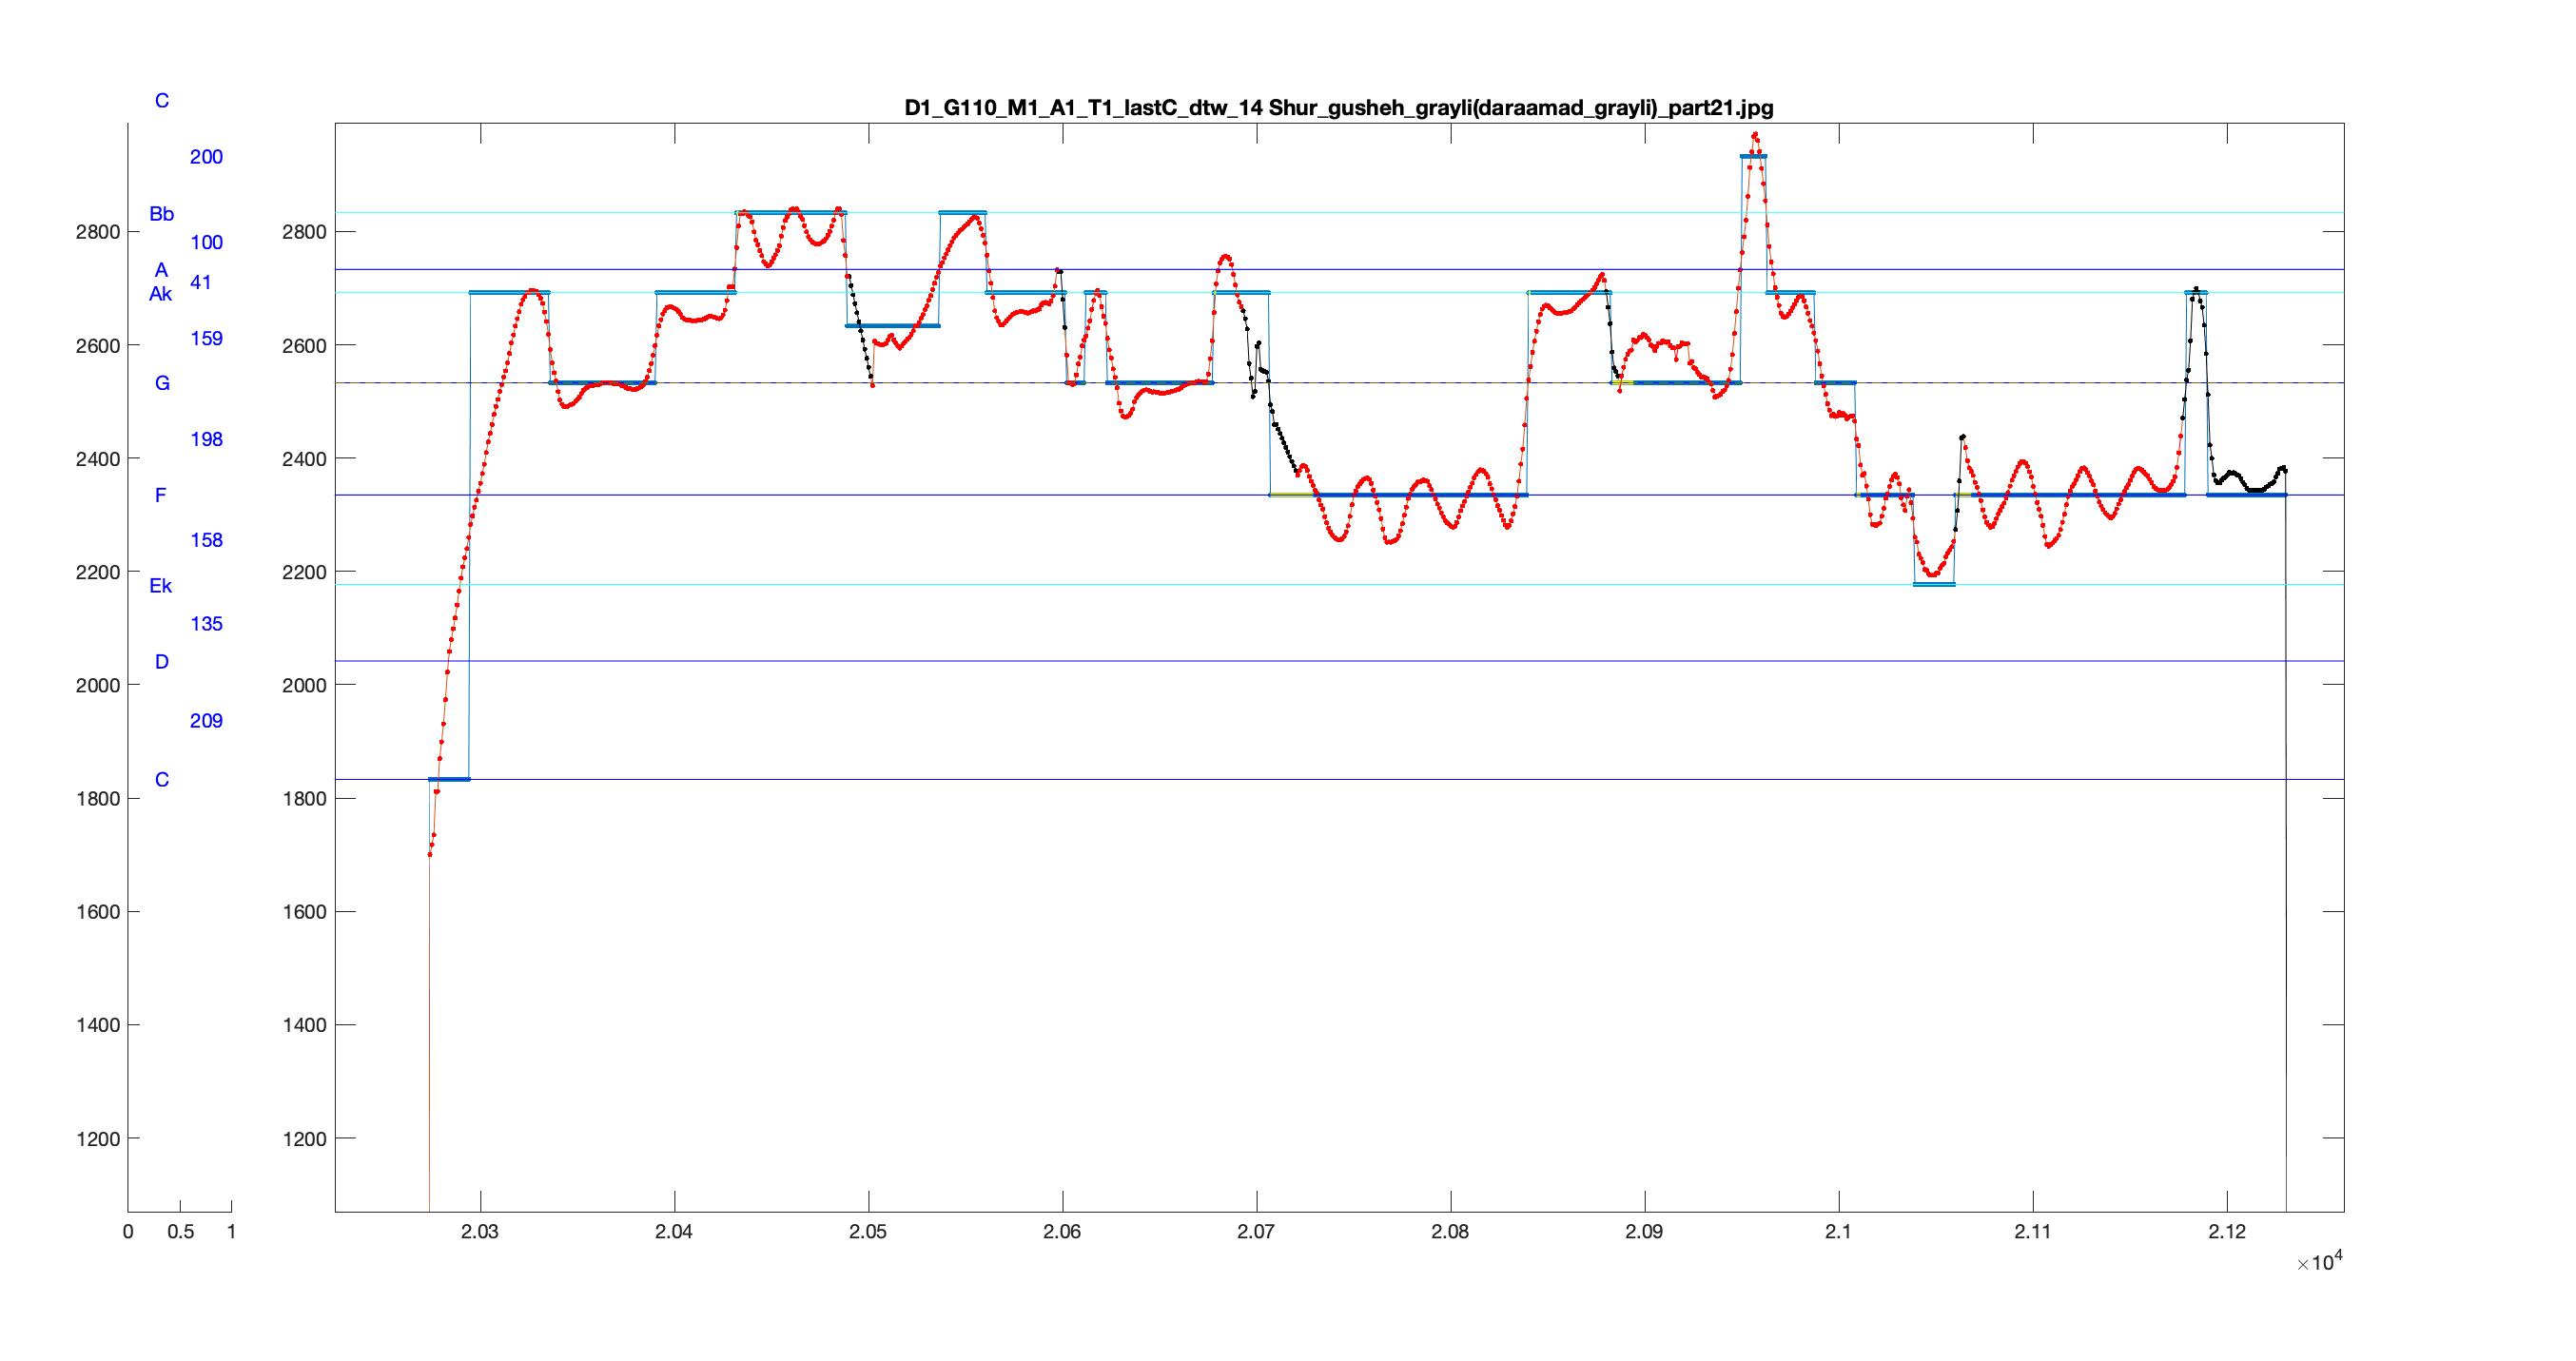 D1_G110_M1_A1_T1_lastC_dtw_14 Shur_gusheh_grayli(daraamad_grayli)_part21.jpg
C
200
Bb
2800 2800
100
A
41
Ak
2600 159 2600
G
198
2400 2400
F
158
2200 Ek 2200
135
D
2000 2000
209
C
1800 1800
1600 1600
1400 1400
1200 1200
0 0.5 1 2.03 2.04 2.05 2.06 2.07 2.08 2.09 2.1 2.11 2.12
×10^4